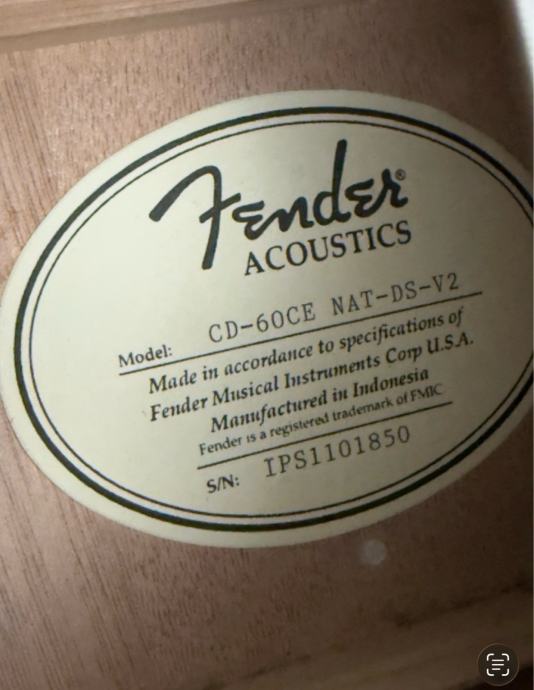 Fender®
ACOUSTICS
Model: CD-60CE NAT-DS-V2
Made in accordance to specifications of
Fender Musical Instruments Corp U.S.A.
Manufactured in Indonesia
Fender is a registered trademark of FMIC
S/N: IPS1101850